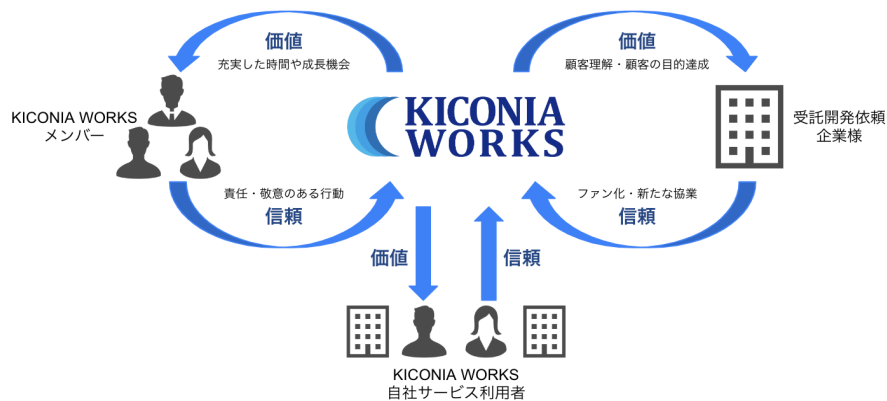 価値
充実した時間や成長機会
価値
顧客理解・顧客の目的達成
KICONIA WORKS
メンバー
KICONIA
WORKS
受託開発依頼
企業様
責任・敬意のある行動
信頼
ファン化・新たな協業
信頼
価値
信頼
KICONIA WORKS
自社サービス利用者